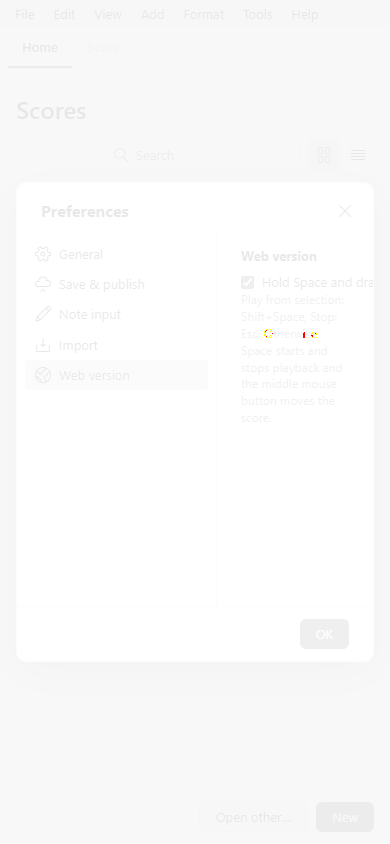 File Edit View Add Format Tools Help
Home Score
Scores
Search
Preferences
General
Save & publish
Note input
Import
Web version
Web version
Hold Space and dra
Play from selection:
Shift+Space, Stop:
Esc. Otherwise
Space starts and
stops playback and
the middle mouse
button moves the
score.
OK
Open other... New